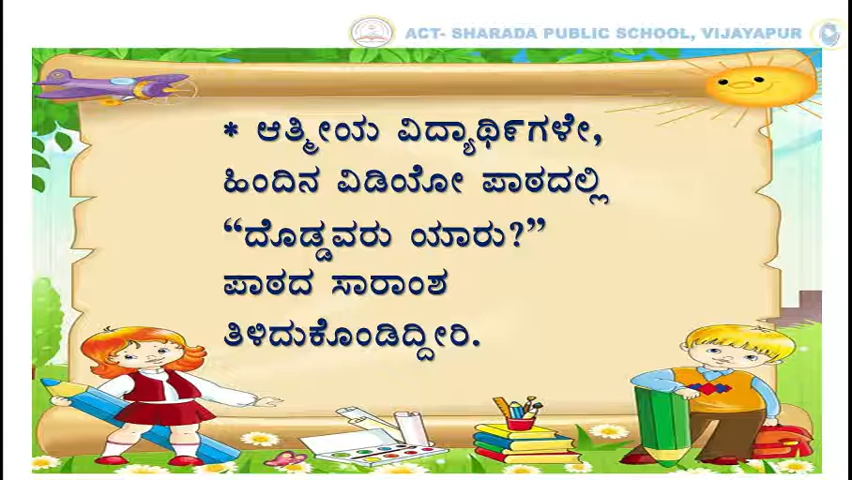 ACT- SHARADA PUBLIC SCHOOL, VIJAYAPUR
* ಆತ್ಮೀಯ ವಿದ್ಯಾರ್ಥಿಗಳೇ,
ಹಿಂದಿನ ವಿಡಿಯೋ ಪಾಠದಲ್ಲಿ
“ದೊಡ್ಡವರು ಯಾರು?”
ಪಾಠದ ಸಾರಾಂಶ
ತಿಳಿದುಕೊಂಡಿದ್ದೀರಿ.